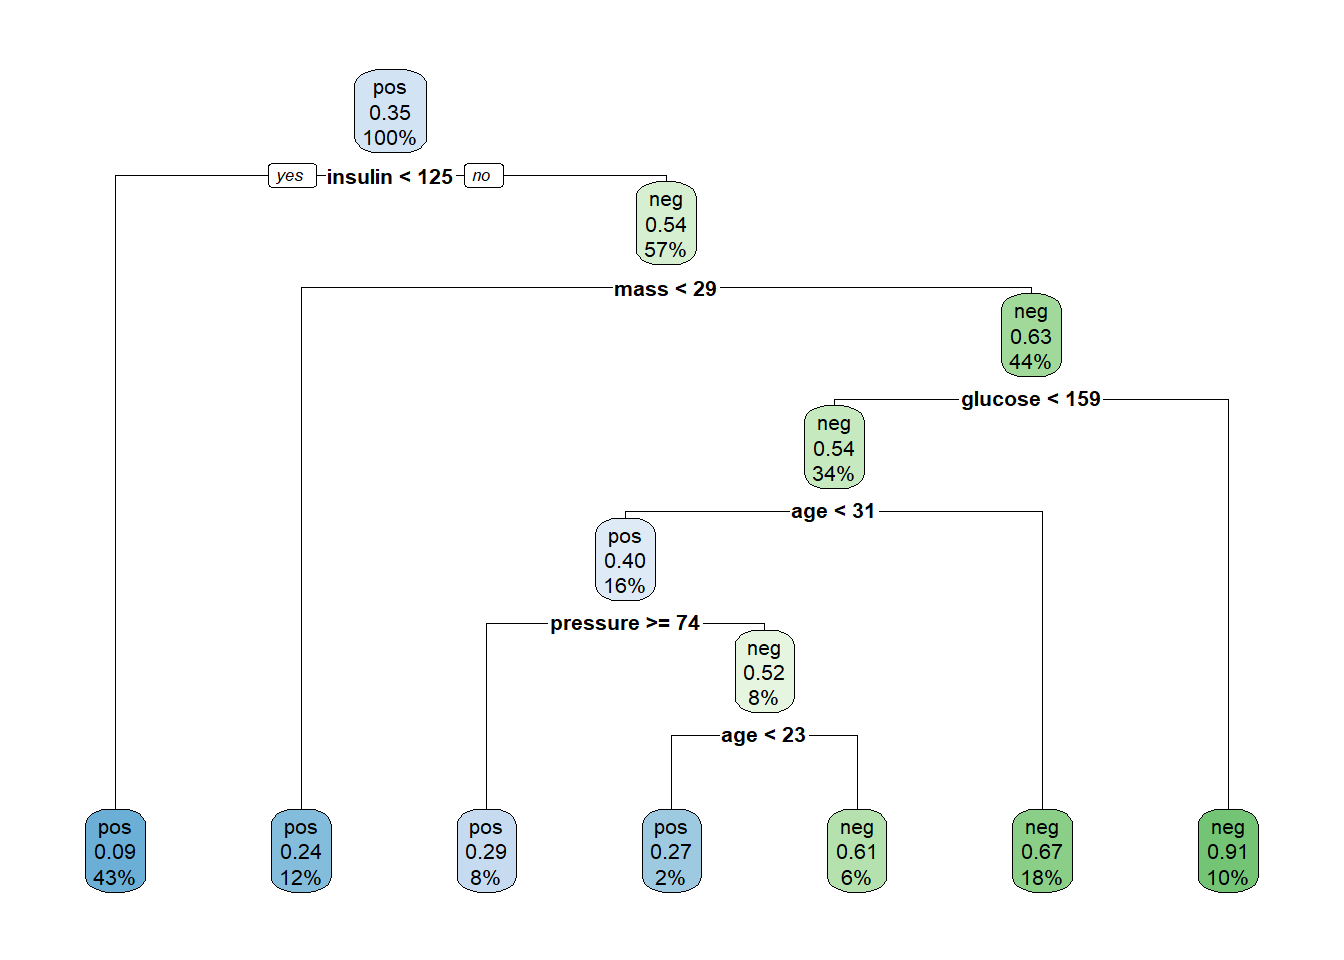 pos
0.35
100%
yes insulin < 125 no
neg
0.54
57%
mass < 29
neg
0.63
44%
glucose < 159
neg
0.54
34%
age < 31
pos
0.40
16%
pressure >= 74
neg
0.52
8%
age < 23
pos
0.09
43%
pos
0.24
12%
pos
0.29
8%
pos
0.27
2%
neg
0.61
6%
neg
0.67
18%
neg
0.91
10%